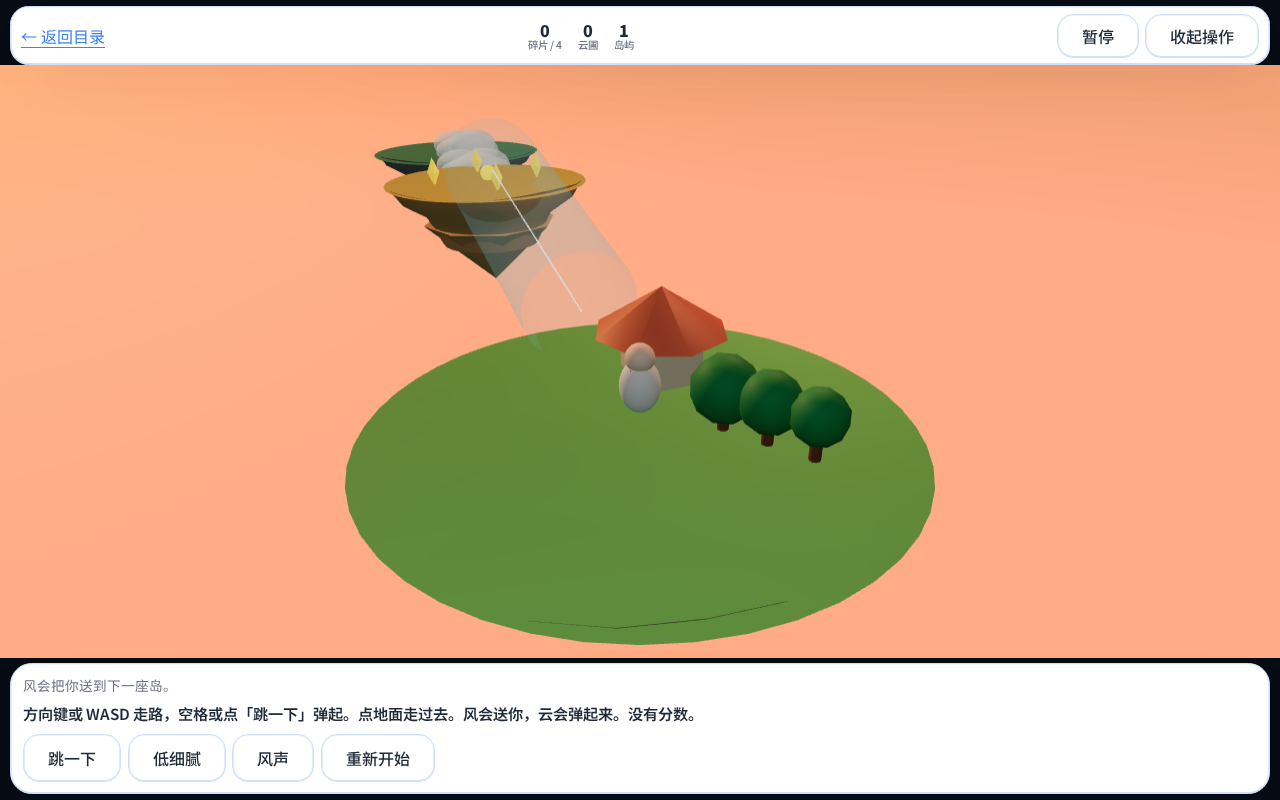 ← 返回目录
0 0 1
碎片 / 4 云圃 岛屿
暂停 收起操作
风会把你送到下一座岛。
方向键或 WASD 走路，空格或点「跳一下」弹起。点地面走过去。风会送你，云会弹起来。没有分数。
跳一下 低细腻 风声 重新开始